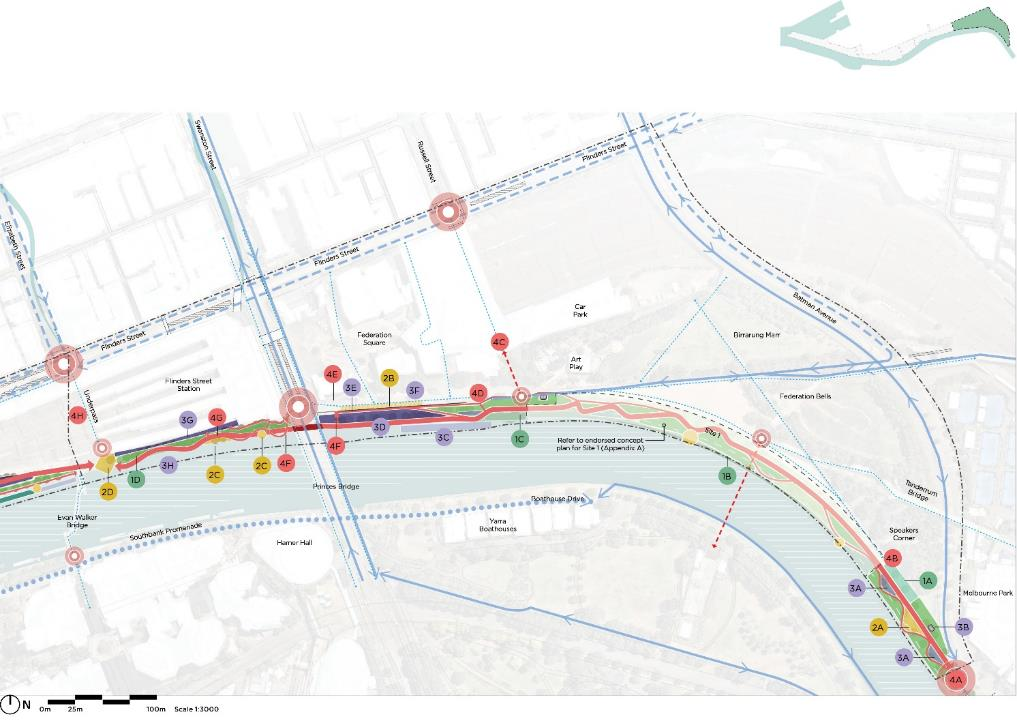 Swanston Street
Russell Street
Flinders Street
Elizabeth Street
Flinders Street
Flinders Street
Batman Avenue
Car
Park
Birrarung Marr
Federation
Square
4C
Art
Play
4E
3E
2B
3F
4D
Flinders Street
Station
Underpass
4H
3G
4G
Federation Bells
3D
3C
1C
4F
Refer to endorsed concept
plan for Site 1 (Appendix A)
Site 1
3H
2C
2C
4F
1B
2D
1D
Princes Bridge
Tanderrum
Bridge
Boathouse Drive
Evan Walker
Bridge
Southbank Promenade
Yarra
Boathouses
Hamer Hall
Speakers
Corner
4B
3A
1A
Melbourne Park
2A
3B
3A
4A
N
0m
25m
100m
Scale 1:3000